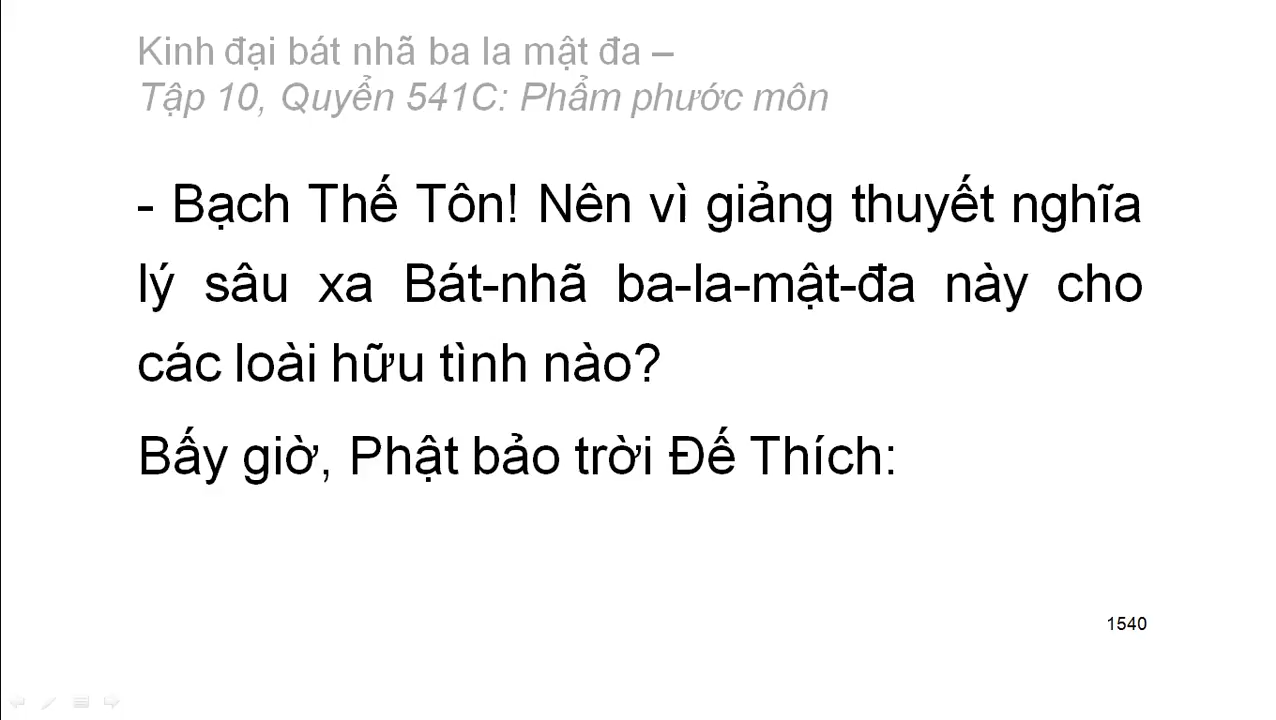 Kinh đại bát nhã ba la mật đa –
Tập 10, Quyển 541C: Phẩm phước môn
- Bạch Thế Tôn! Nên vì giảng thuyết nghĩa
lý sâu xa Bát-nhã ba-la-mật-đa này cho
các loài hữu tình nào?
Bấy giờ, Phật bảo trời Đế Thích:
1540